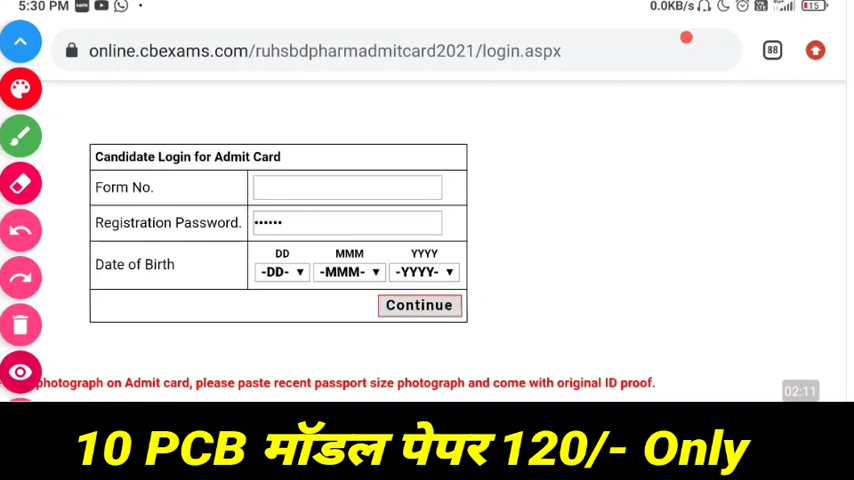 5:30 PM
0.0KB/s
15
online.cbexams.com/ruhsbdpharmadmitcard2021/login.aspx
88
Candidate Login for Admit Card
Form No.
Registration Password. ••••••
DD MMM YYYY
Date of Birth
-DD- -MMM- -YYYY-
Continue
photograph on Admit card, please paste recent passport size photograph and come with original ID proof.
02:11
10 PCB मॉडल पेपर 120/- Only